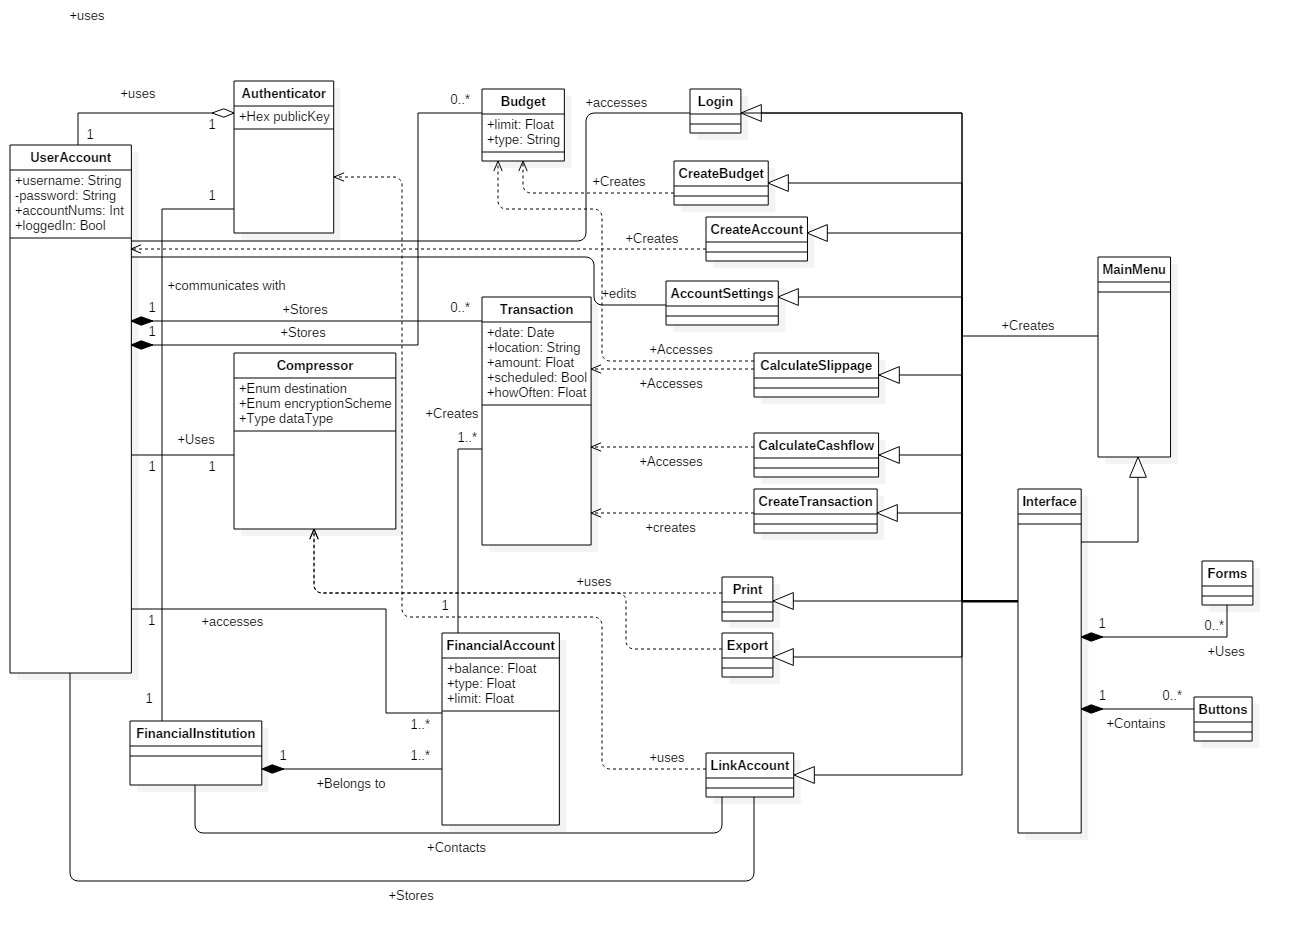 +uses
+uses
1
1
Authenticator
+Hex publicKey
1
UserAccount
+username: String
-password: String
+accountNums: Int
+loggedIn: Bool
0..*
Budget
+limit: Float
+type: String
+accesses
Login
+Creates
CreateBudget
+Creates
CreateAccount
+edits
AccountSettings
+communicates with
1
+Stores
0..*
1
+Stores
Transaction
+date: Date
+location: String
+amount: Float
+scheduled: Bool
+howOften: Float
+Creates
1..*
1
Compressor
+Enum destination
+Enum encryptionScheme
+Type dataType
+Uses
1
1
+Accesses
+Accesses
CalculateSlippage
+Accesses
CalculateCashflow
+creates
CreateTransaction
+uses
Print
Export
+Creates
MainMenu
Interface
Forms
1
0..*
+Uses
1
0..*
+Contains
Buttons
1
+accesses
1..*
FinancialAccount
+balance: Float
+type: Float
+limit: Float
1
FinancialInstitution
1
1..*
+Belongs to
+uses
LinkAccount
+Contacts
+Stores